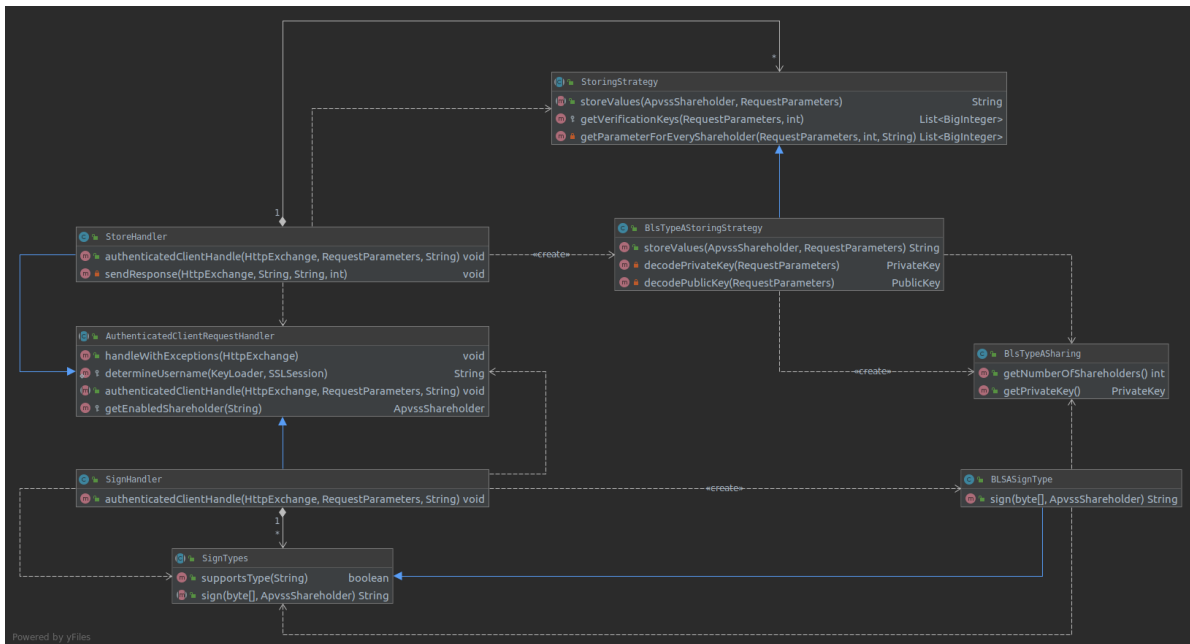 *
StoringStrategy
storeValues(ApvssShareholder, RequestParameters) String
getVerificationKeys(RequestParameters, int) List<BigInteger>
getParameterForEveryShareholder(RequestParameters, int, String) List<BigInteger>
1
StoreHandler
authenticatedClientHandle(HttpExchange, RequestParameters, String) void
sendResponse(HttpExchange, String, String, int) void
«create»
BlsTypeAStoringStrategy
storeValues(ApvssShareholder, RequestParameters) String
decodePrivateKey(RequestParameters) PrivateKey
decodePublicKey(RequestParameters) PublicKey
AuthenticatedClientRequestHandler
handleWithExceptions(HttpExchange) void
determineUsername(KeyLoader, SSLSession) String
authenticatedClientHandle(HttpExchange, RequestParameters, String) void
getEnabledShareholder(String) ApvssShareholder
«create»
BlsTypeASharing
getNumberOfShareholders() int
getPrivateKey() PrivateKey
SignHandler
authenticatedClientHandle(HttpExchange, RequestParameters, String) void
«create»
BLSASignType
sign(byte[], ApvssShareholder) String
1
*
SignTypes
supportsType(String) boolean
sign(byte[], ApvssShareholder) String
Powered by yFiles